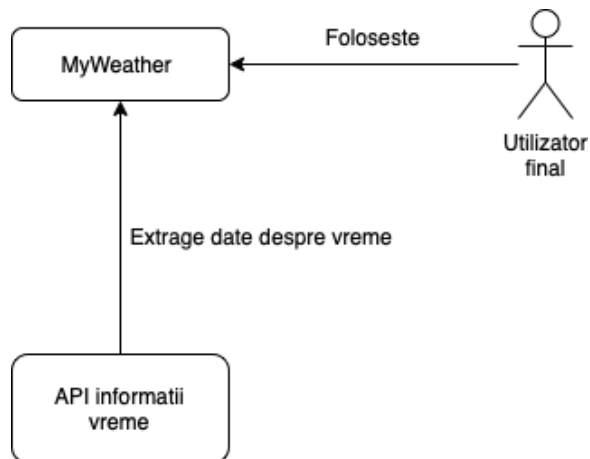 Foloseste
MyWeather
Utilizator
final
Extrage date despre vreme
API informatii
vreme